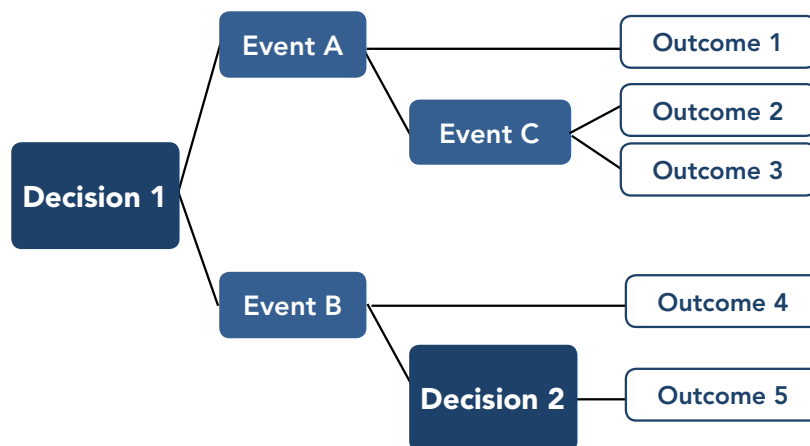 Event A
Outcome 1
Outcome 2
Event C
Outcome 3
Decision 1
Event B
Outcome 4
Decision 2
Outcome 5